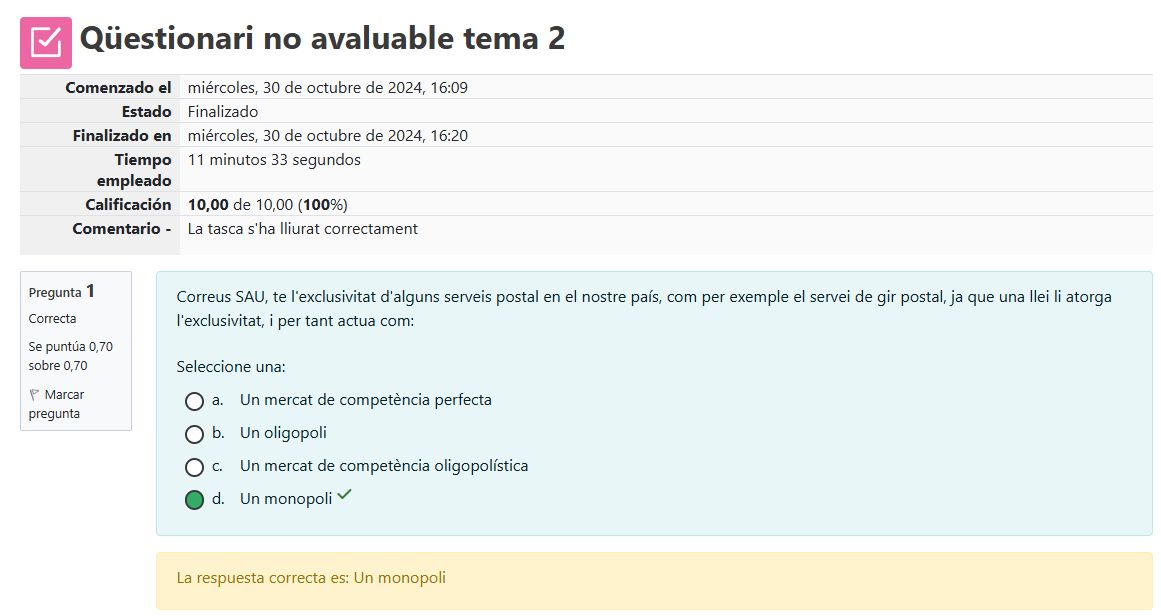 Qüestionari no avaluable tema 2
Comenzado el miércoles, 30 de octubre de 2024, 16:09
Estado Finalizado
Finalizado en miércoles, 30 de octubre de 2024, 16:20
Tiempo empleado 11 minutos 33 segundos
Calificación 10,00 de 10,00 (100%)
Comentario - La tasca s'ha lliurat correctament
Pregunta 1
Correcta
Se puntúa 0,70
sobre 0,70
Marcar
pregunta
Correus SAU, te l'exclusivitat d'alguns serveis postal en el nostre país, com per exemple el servei de gir postal, ja que una llei li atorga
l'exclusivitat, i per tant actua com:
Seleccione una:
a. Un mercat de competència perfecta
b. Un oligopoli
c. Un mercat de competència oligopolística
d. Un monopoli
La respuesta correcta es: Un monopoli